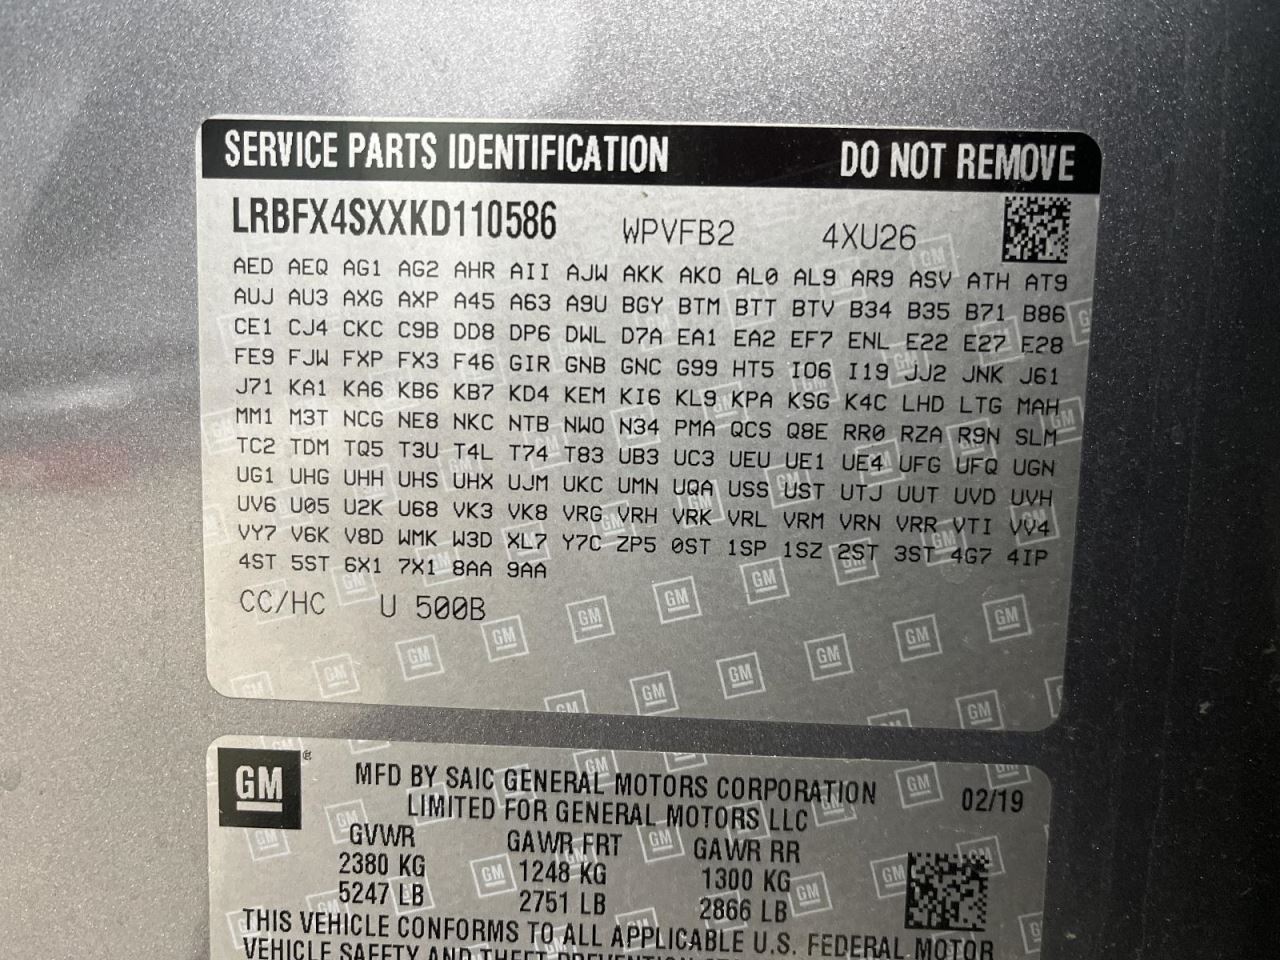 SERVICE PARTS IDENTIFICATION DO NOT REMOVE
LRBFX4SXXKD110586 WPVFB2 4XU26
AED AEQ AG1 AG2 AHR AII AJW AKK AKO AL0 AL9 AR9 ASV ATH AT9
AUJ AU3 AXG AXP A45 A63 A9U BGY BTM BTT BTV B34 B35 B71 B86
CE1 CJ4 CKC C9B DD8 DP6 DWL D7A EA1 EA2 EF7 ENL E22 E27 E28
FE9 FJW FXP FX3 F46 GIR GNB GNC G99 HT5 IO6 I19 JJ2 JNK J61
J71 KA1 KA6 KB6 KB7 KD4 KEM KI6 KL9 KPA KSG K4C LHD LTG MAH
MM1 M3T NCG NE8 NKC NTB NWO N34 PMA QCS Q8E RR0 RZA R9N SLM
TC2 TDM TQ5 T3U T4L T74 T83 UB3 UC3 UEU UE1 UE4 UFG UFQ UGN
UG1 UHG UHH UHS UHX UJM UKC UMN UQA USS UST UTJ UUT UVD UVH
UV6 U05 U2K U68 VK3 VK8 VRG VRH VRK VRL VRM VRN VRR VTI VV4
VY7 V6K V8D WMK W3D XL7 Y7C ZP5 0ST 1SP 1SZ 2ST 3ST 4G7 4IP
4ST 5ST 6X1 7X1 8AA 9AA
CC/HC U 500B
GM® MFD BY SAIC GENERAL MOTORS CORPORATION 02/19
LIMITED FOR GENERAL MOTORS LLC
GVWR GAWR FRT GAWR RR
2380 KG 1248 KG 1300 KG
5247 LB 2751 LB 2866 LB
THIS VEHICLE CONFORMS TO ALL APPLICABLE U.S. FEDERAL MOTOR
VEHICLE SAFETY AND THEFT PREVENTION